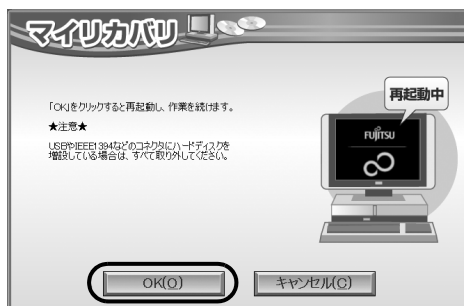 マイリカバリ
「OK」をクリックすると再起動し、作業を続けます。
★注意★
USBやIEEE1394などのコネクタにハードディスクを
増設している場合は、すべて取り外してください。
再起動中
FUJITSU
OK(O)
キャンセル(C)